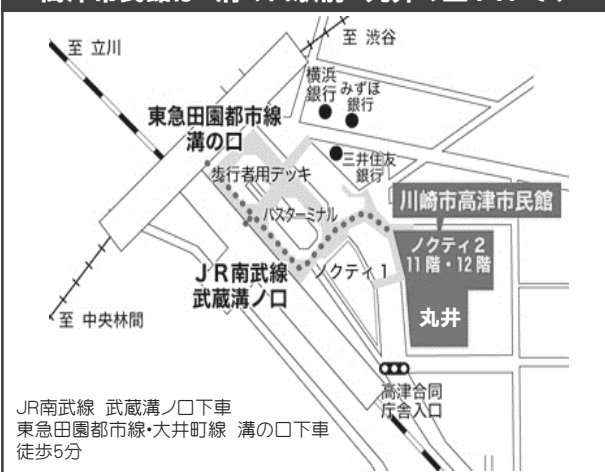 至 立川
至 渋谷
横浜
銀行
みずほ
銀行
東急田園都市線
溝の口
三井住友
銀行
歩行者用デッキ
川崎市高津市民館
バスターミナル
ノクティ2
11階・12階
JR南武線
武蔵溝ノ口
ノクティ1
丸井
至 中央林間
高津合同
庁舎入口
JR南武線 武蔵溝ノ口下車
東急田園都市線・大井町線 溝の口下車
徒歩5分